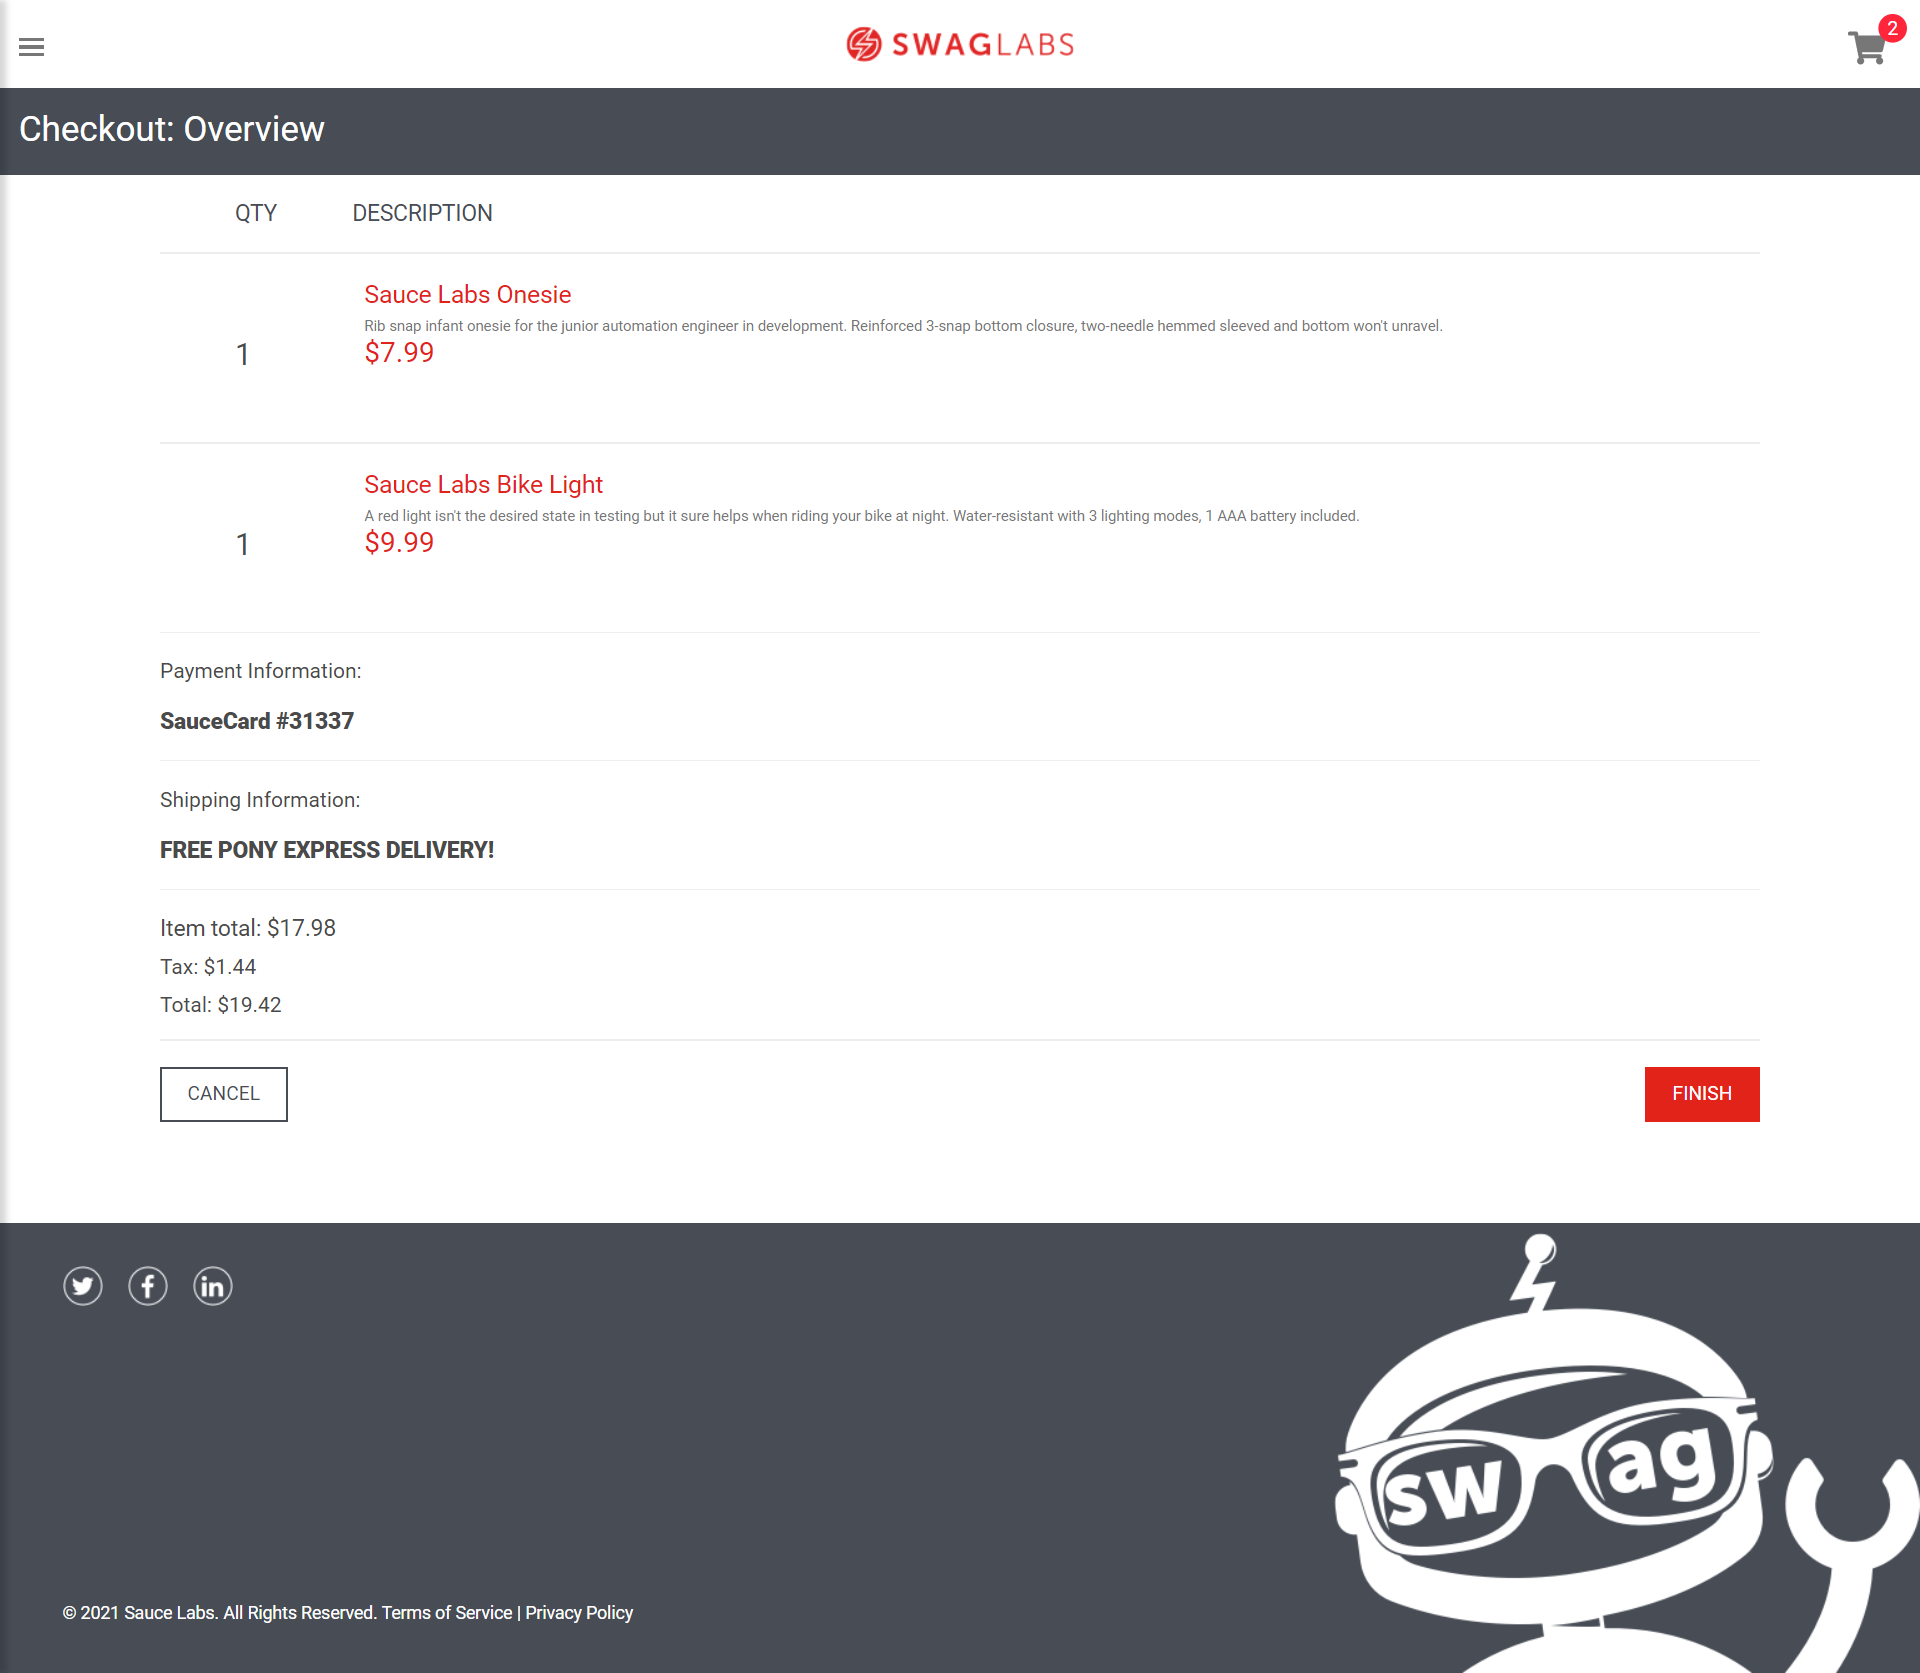 SWAGLABS
2
Checkout: Overview
QTY DESCRIPTION
Sauce Labs Onesie
Rib snap infant onesie for the junior automation engineer in development. Reinforced 3-snap bottom closure, two-needle hemmed sleeved and bottom won't unravel.
1
$7.99
Sauce Labs Bike Light
A red light isn't the desired state in testing but it sure helps when riding your bike at night. Water-resistant with 3 lighting modes, 1 AAA battery included.
1
$9.99
Payment Information:
SauceCard #31337
Shipping Information:
FREE PONY EXPRESS DELIVERY!
Item total: $17.98
Tax: $1.44
Total: $19.42
CANCEL
FINISH
swag
© 2021 Sauce Labs. All Rights Reserved. Terms of Service | Privacy Policy